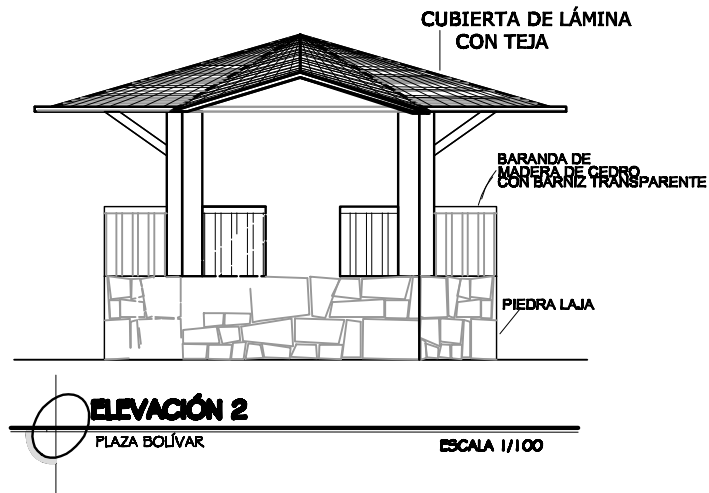 CUBIERTA DE LÁMINA
CON TEJA
BARANDA DE
MADERA DE CEDRO
CON BARNIZ TRANSPARENTE
PIEDRA LAJA
ELEVACIÓN 2
PLAZA BOLÍVAR
ESCALA 1/100